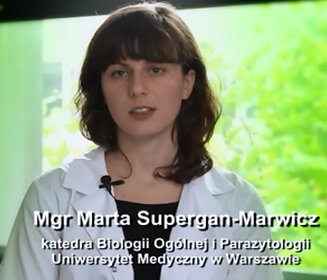 Mgr Marta Supergan-Marwicz
katedra Biologii Ogólnej i Parazytologii
Uniwersytet Medyczny w Warszawie